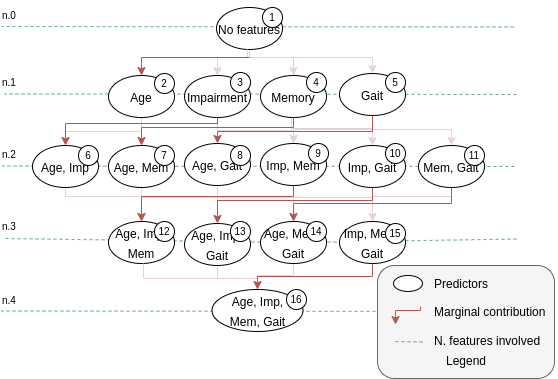 n.0
1
No features
n.1
2
Age
3
Impairment
4
Memory
5
Gait
n.2
6
Age, Imp
7
Age, Mem
8
Age, Gait
9
Imp, Mem
10
Imp, Gait
11
Mem, Gait
n.3
12
Age, Imp
Mem
13
Age, Imp
Gait
14
Age, Mem
Gait
15
Imp, Mem
Gait
n.4
16
Age, Imp,
Mem, Gait
Predictors
Marginal contribution
N. features involved
Legend